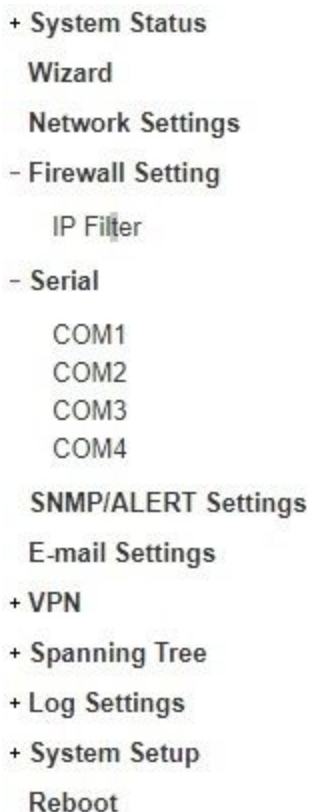 + System Status
Wizard
Network Settings
- Firewall Setting
IP Filter
- Serial
COM1
COM2
COM3
COM4
SNMP/ALERT Settings
E-mail Settings
+ VPN
+ Spanning Tree
+ Log Settings
+ System Setup
Reboot